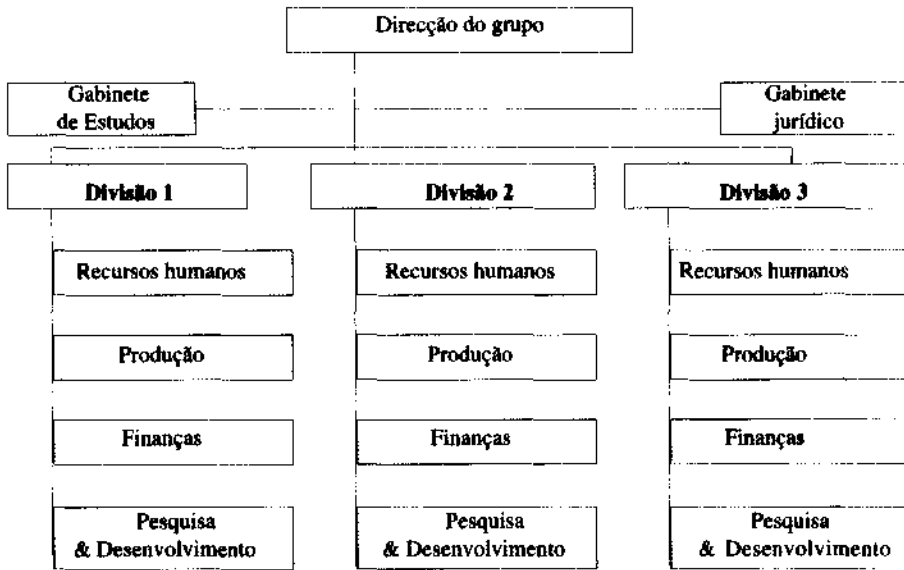 Direcção do grupo
Gabinete
de Estudos
Gabinete
jurídico
Divisão 1
Divisão 2
Divisão 3
Recursos humanos
Recursos humanos
Recursos humanos
Produção
Produção
Produção
Finanças
Finanças
Finanças
Pesquisa
& Desenvolvimento
Pesquisa
& Desenvolvimento
Pesquisa
& Desenvolvimento